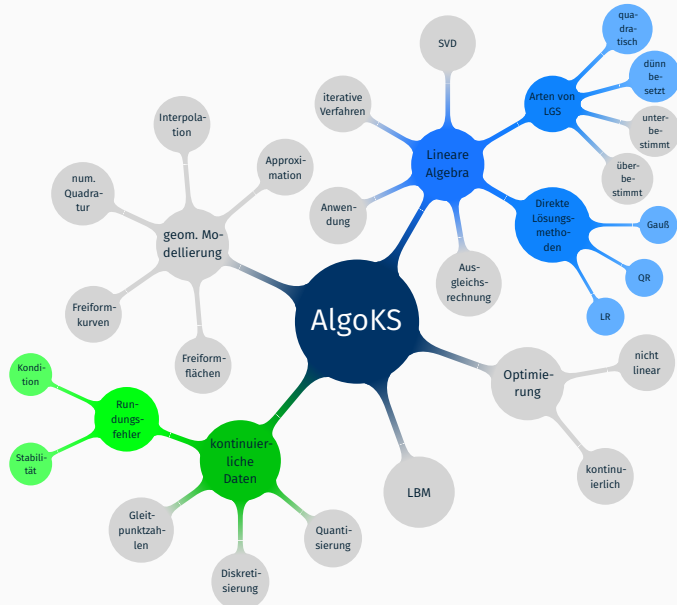 qua-
dra-
tisch
SVD
dünn
be-
setzt
iterative
Verfahren
Arten von
LGS
unter-
be-
stimmt
Interpola-
tion
Lineare
Algebra
über-
be-
stimmt
Approxi-
mation
num.
Quadra-
tur
Anwen-
dung
Direkte
Lösungs-
metho-
den
Gauß
geom. Mo-
dellierung
Aus-
gleichs-
rechnung
QR
Freiform-
kurven
AlgoKS
LR
Freiform-
flächen
nicht
linear
Kondi-
tion
Optimie-
rung
Run-
dungs-
fehler
kontinuier-
liche
Daten
Stabili-
tät
kontinu-
ierlich
LBM
Gleit-
punktzah-
len
Quanti-
sierung
Diskreti-
sierung